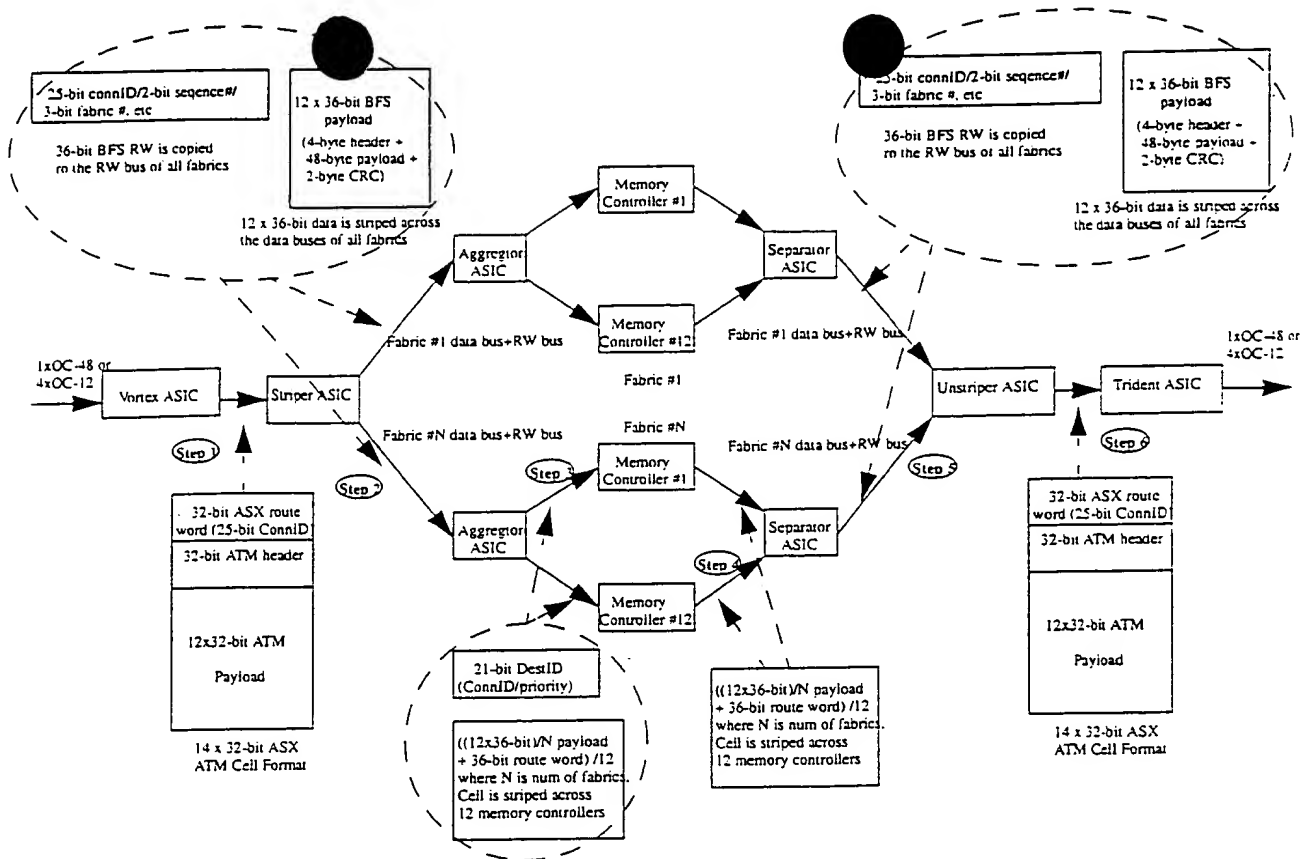 25-bit connID/2-bit seqence#/
3-bit fabric #, etc
36-bit BFS RW is copied
ro the RW bus of all fabrics
12 x 36-bit BFS
payload
(4-byte header +
48-byte payload +
2-byte CRC)
12 x 36-bit data is striped across
the data buses of all fabrics
25-bit connID/2-bit seqence#/
3-bit fabric #, etc
36-bit BFS RW is copied
ro the RW bus of all fabrics
12 x 36-bit BFS
payload
(4-byte header +
48-byte payload +
2-byte CRC)
12 x 36-bit data is striped across
the data buses of all fabrics
Memory
Controller #1
Aggregtor
ASIC
Separator
ASIC
Memory
Controller #12
Fabric #1 data bus+RW bus
Fabric #1 data bus+RW bus
Fabric #1
1xOC-48 or
4xOC-12
Vortex ASIC
Striper ASIC
Unstriper ASIC
Trident ASIC
1xOC-48 or
4xOC-12
Fabric #N data bus+RW bus
Fabric #N
Fabric #N data bus+RW bus
Step 1
Step 2
Step 3
Memory
Controller #1
Step 5
Step 6
Aggregtor
ASIC
Separator
ASIC
Step 4
Memory
Controller #12
32-bit ASX route
word (25-bit ConnID)
32-bit ATM header
12x32-bit ATM
Payload
14 x 32-bit ASX
ATM Cell Format
21-bit DestID
(ConnID/priority)
((12x36-bit)/N payload
+ 36-bit route word) /12
where N is num of fabrics.
Cell is striped across
12 memory controllers
((12x36-bit)/N payload
+ 36-bit route word) /12
where N is num of fabrics.
Cell is striped across
12 memory controllers
32-bit ASX route
word (25-bit ConnID)
32-bit ATM header
12x32-bit ATM
Payload
14 x 32-bit ASX
ATM Cell Format